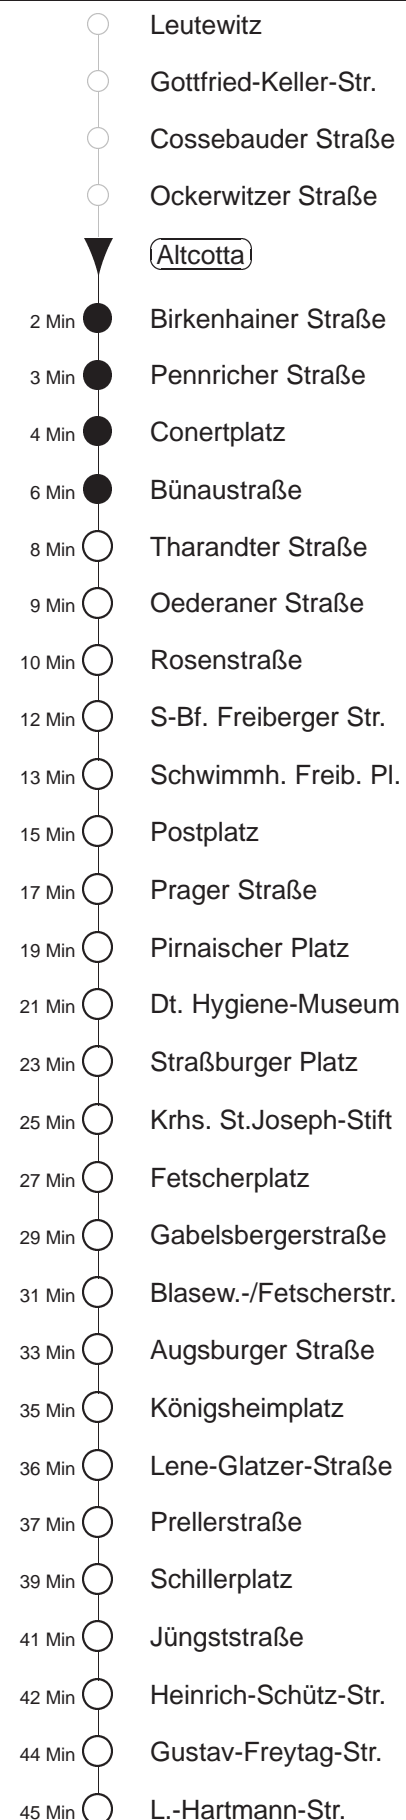 Leutewitz
Gottfried-Keller-Str.
Cossebauder Straße
Ockerwitzer Straße
Altcotta
2 Min Birkenhainer Straße
3 Min Pennricher Straße
4 Min Conertplatz
6 Min Bünaustraße
8 Min Tharandter Straße
9 Min Oederaner Straße
10 Min Rosenstraße
12 Min S-Bf. Freiberger Str.
13 Min Schwimmh. Freib. Pl.
15 Min Postplatz
17 Min Prager Straße
19 Min Pirnaischer Platz
21 Min Dt. Hygiene-Museum
23 Min Straßburger Platz
25 Min Krhs. St.Joseph-Stift
27 Min Fetscherplatz
29 Min Gabelsbergerstraße
31 Min Blasew.-/Fetscherstr.
33 Min Augsburger Straße
35 Min Königsheimplatz
36 Min Lene-Glatzer-Straße
37 Min Prellerstraße
39 Min Schillerplatz
41 Min Jüngststraße
42 Min Heinrich-Schütz-Str.
44 Min Gustav-Freytag-Str.
45 Min L.-Hartmann-Str.